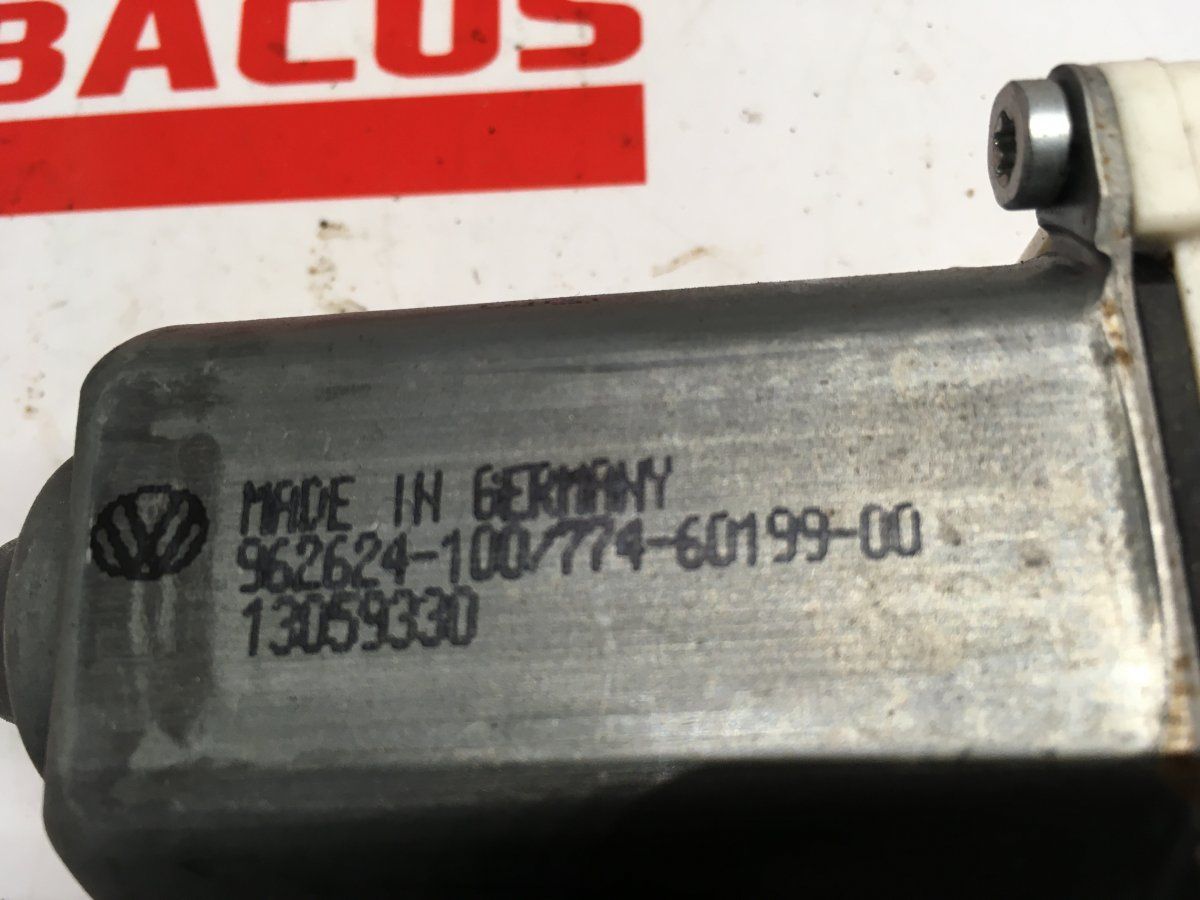 BACUS
MADE IN GERMANY
962624-100/774-60199-00
13059330